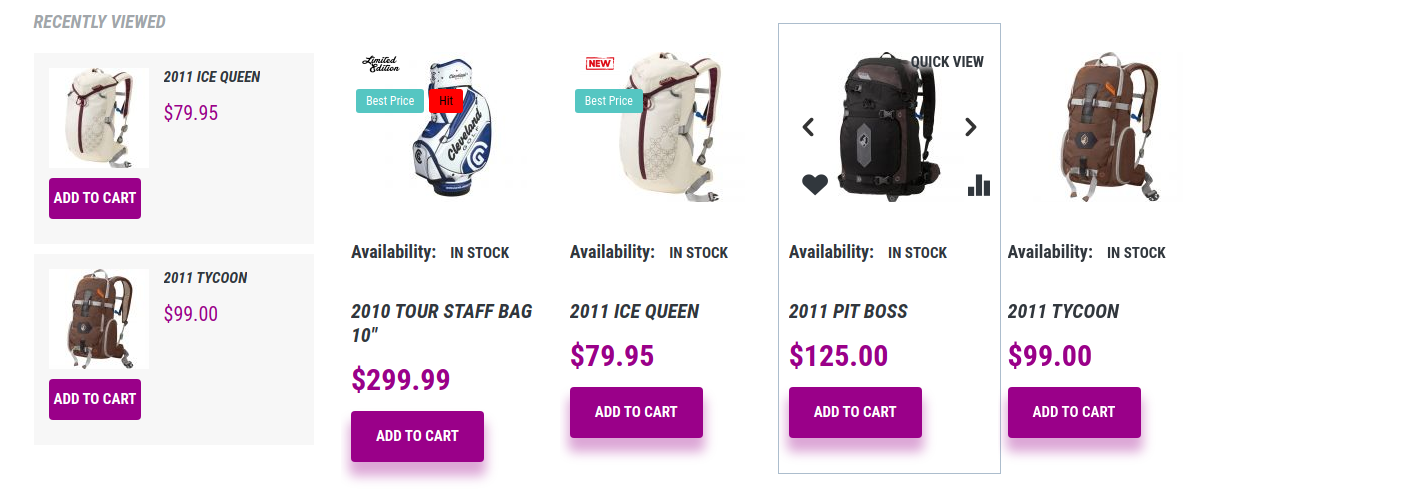 RECENTLY VIEWED
2011 ICE QUEEN
$79.95
ADD TO CART
2011 TYCOON
$99.00
ADD TO CART
Limited
Edition
Best Price
Hit
Cleveland
Cleveland
GOLF
Availability: IN STOCK
2010 TOUR STAFF BAG
10"
$299.99
ADD TO CART
NEW
Best Price
Availability: IN STOCK
2011 ICE QUEEN
$79.95
ADD TO CART
QUICK VIEW
Availability: IN STOCK
2011 PIT BOSS
$125.00
ADD TO CART
Availability: IN STOCK
2011 TYCOON
$99.00
ADD TO CART